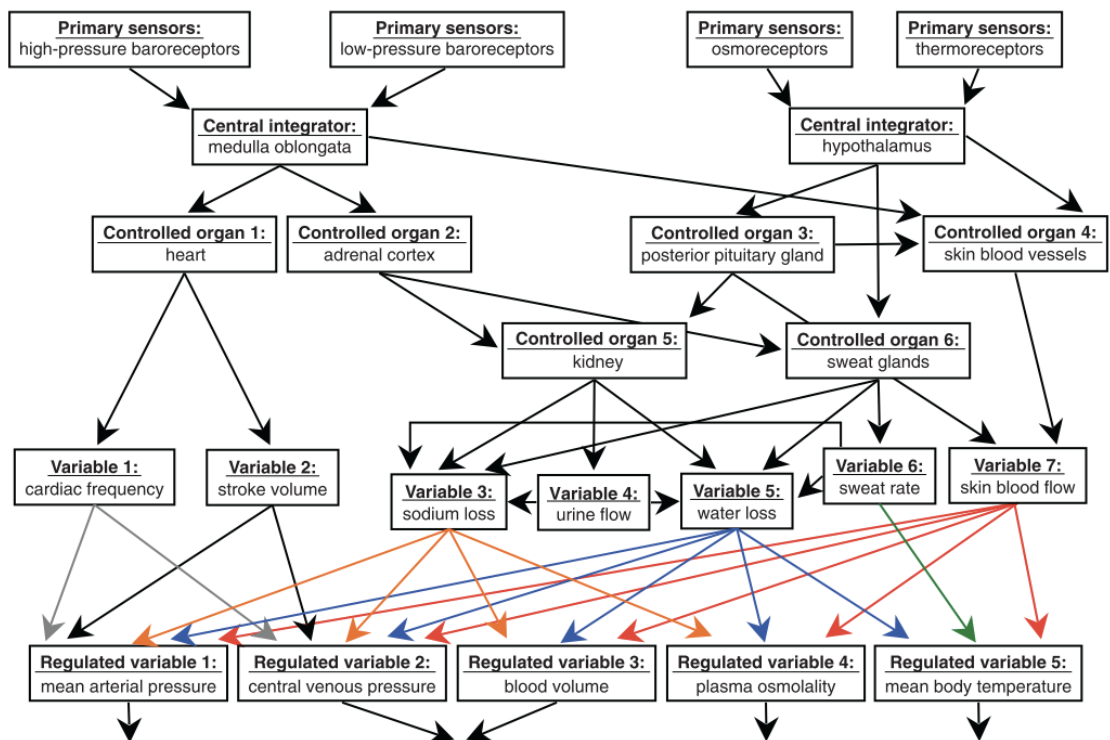 Primary sensors:
high-pressure baroreceptors
Primary sensors:
low-pressure baroreceptors
Primary sensors:
osmoreceptors
Primary sensors:
thermoreceptors
Central integrator:
medulla oblongata
Central integrator:
hypothalamus
Controlled organ 1:
heart
Controlled organ 2:
adrenal cortex
Controlled organ 3:
posterior pituitary gland
Controlled organ 4:
skin blood vessels
Controlled organ 5:
kidney
Controlled organ 6:
sweat glands
Variable 1:
cardiac frequency
Variable 2:
stroke volume
Variable 3:
sodium loss
Variable 4:
urine flow
Variable 5:
water loss
Variable 6:
sweat rate
Variable 7:
skin blood flow
Regulated variable 1:
mean arterial pressure
Regulated variable 2:
central venous pressure
Regulated variable 3:
blood volume
Regulated variable 4:
plasma osmolality
Regulated variable 5:
mean body temperature